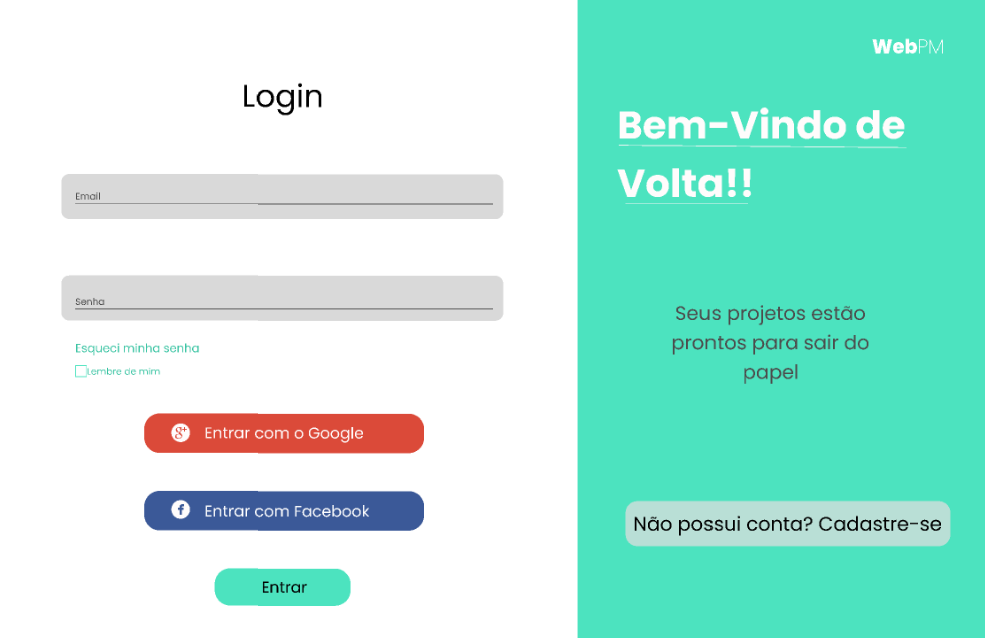 Login
Email
Senha
Esqueci minha senha
Lembre de mim
Entrar com o Google
Entrar com Facebook
Entrar
WebPM
Bem-Vindo de
Volta!!
Seus projetos estão
prontos para sair do
papel
Não possui conta? Cadastre-se